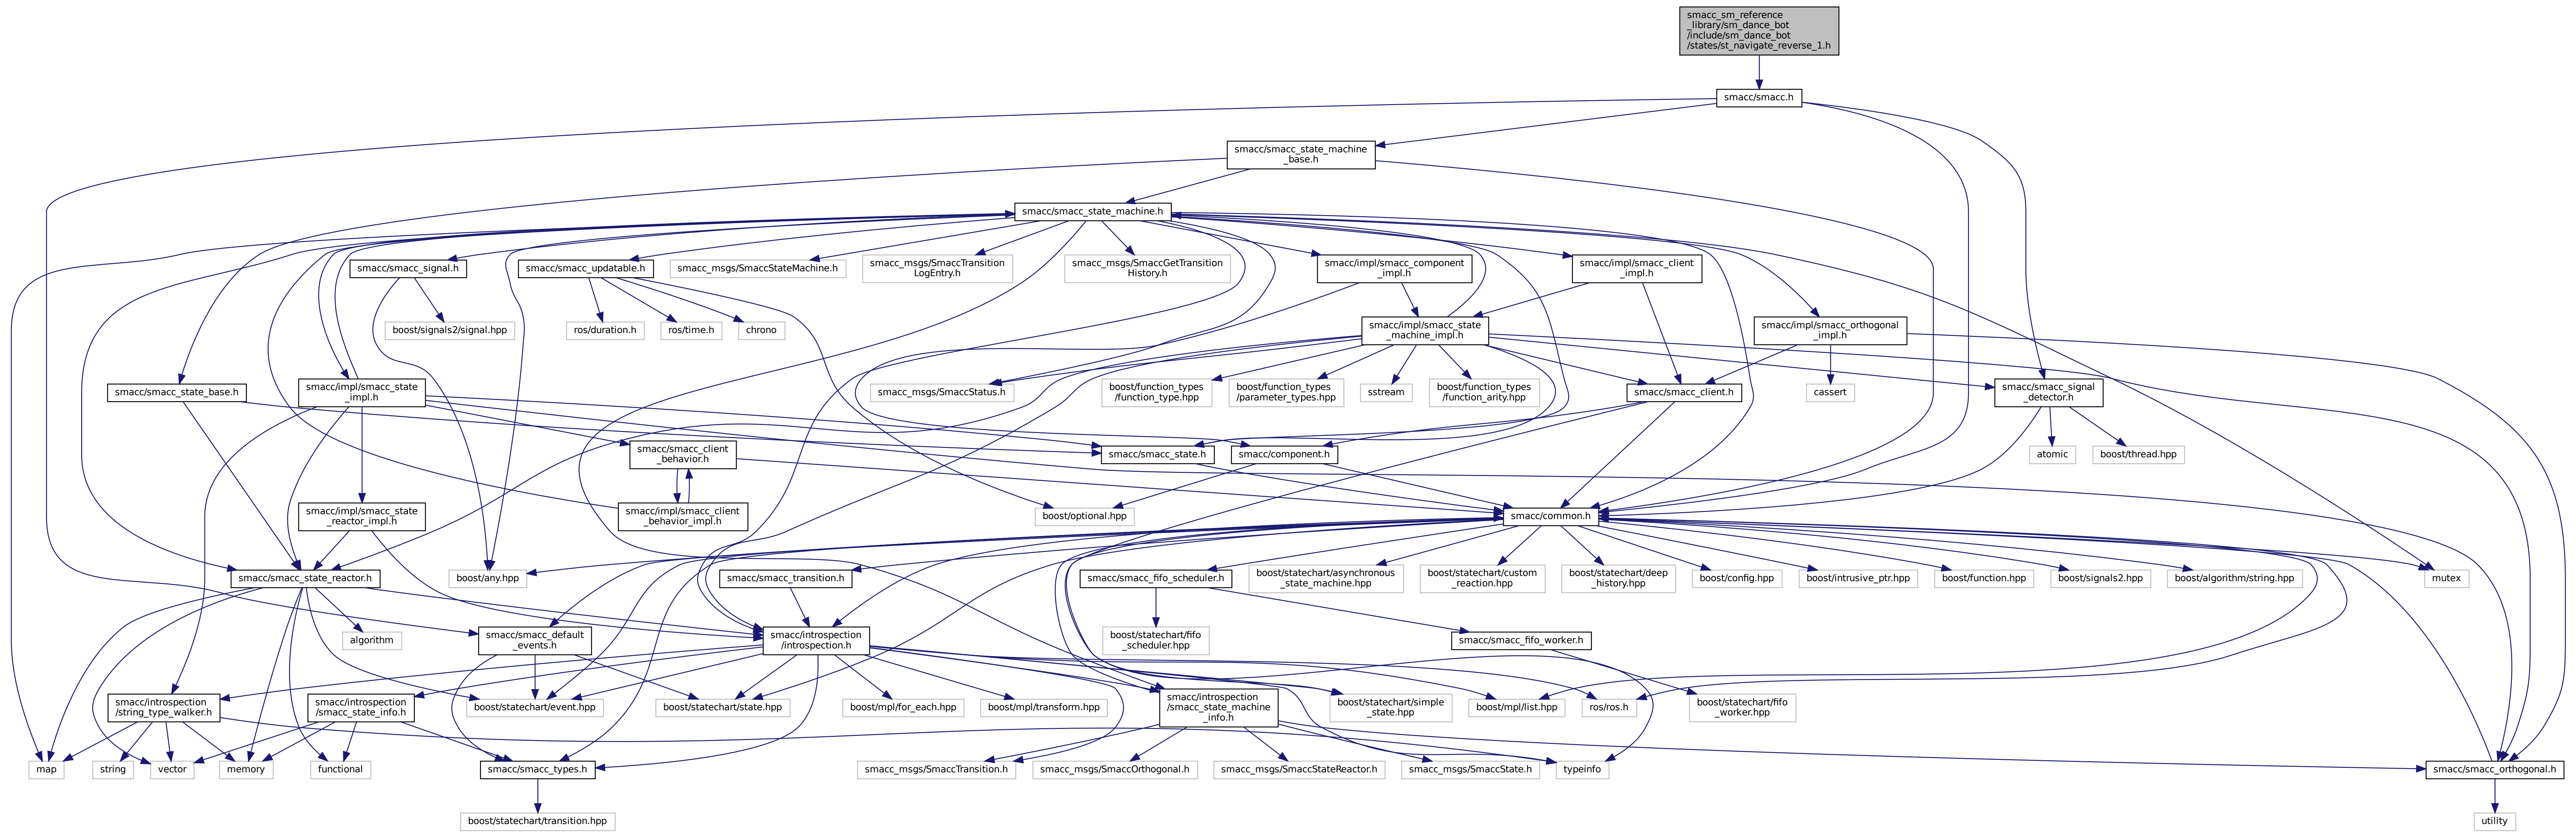 smacc_sm_reference
_library/sm_dance_bot
/include/sm_dance_bot
/states/st_navigate_reverse_1.h
smacc/smacc.h
smacc/smacc_state_machine
_base.h
smacc/smacc_state_machine.h
smacc/smacc_signal.h
smacc/smacc_updatable.h
smacc_msgs/SmaccStateMachine.h
smacc_msgs/SmaccTransition
LogEntry.h
smacc_msgs/SmaccGetTransition
History.h
smacc/impl/smacc_component
_impl.h
smacc/impl/smacc_client
_impl.h
boost/signals2/signal.hpp
ros/duration.h
ros/time.h
chrono
smacc/impl/smacc_state
_machine_impl.h
smacc/impl/smacc_orthogonal
_impl.h
smacc/smacc_state_base.h
smacc/impl/smacc_state
_impl.h
smacc_msgs/SmaccStatus.h
boost/function_types
/function_type.hpp
boost/function_types
/parameter_types.hpp
sstream
boost/function_types
/function_arity.hpp
smacc/smacc_client.h
cassert
smacc/smacc_signal
_detector.h
smacc/smacc_client
_behavior.h
smacc/smacc_state.h
smacc/component.h
atomic
boost/thread.hpp
smacc/impl/smacc_state
_reactor_impl.h
smacc/impl/smacc_client
_behavior_impl.h
boost/optional.hpp
smacc/common.h
smacc/smacc_state_reactor.h
boost/any.hpp
smacc/smacc_transition.h
smacc/smacc_fifo_scheduler.h
boost/statechart/asynchronous
_state_machine.hpp
boost/statechart/custom
_reaction.hpp
boost/statechart/deep
_history.hpp
boost/config.hpp
boost/intrusive_ptr.hpp
boost/function.hpp
boost/signals2.hpp
boost/algorithm/string.hpp
mutex
algorithm
smacc/smacc_default
_events.h
smacc/introspection
/introspection.h
boost/statechart/fifo
_scheduler.hpp
smacc/smacc_fifo_worker.h
smacc/introspection
/string_type_walker.h
smacc/introspection
/smacc_state_info.h
boost/statechart/event.hpp
boost/statechart/state.hpp
boost/mpl/for_each.hpp
boost/mpl/transform.hpp
smacc/introspection
/smacc_state_machine
_info.h
boost/statechart/simple
_state.hpp
boost/mpl/list.hpp
ros/ros.h
boost/statechart/fifo
_worker.hpp
map
string
vector
memory
functional
smacc/smacc_types.h
smacc_msgs/SmaccTransition.h
smacc_msgs/SmaccOrthogonal.h
smacc_msgs/SmaccStateReactor.h
smacc_msgs/SmaccState.h
typeinfo
smacc/smacc_orthogonal.h
boost/statechart/transition.hpp
utility